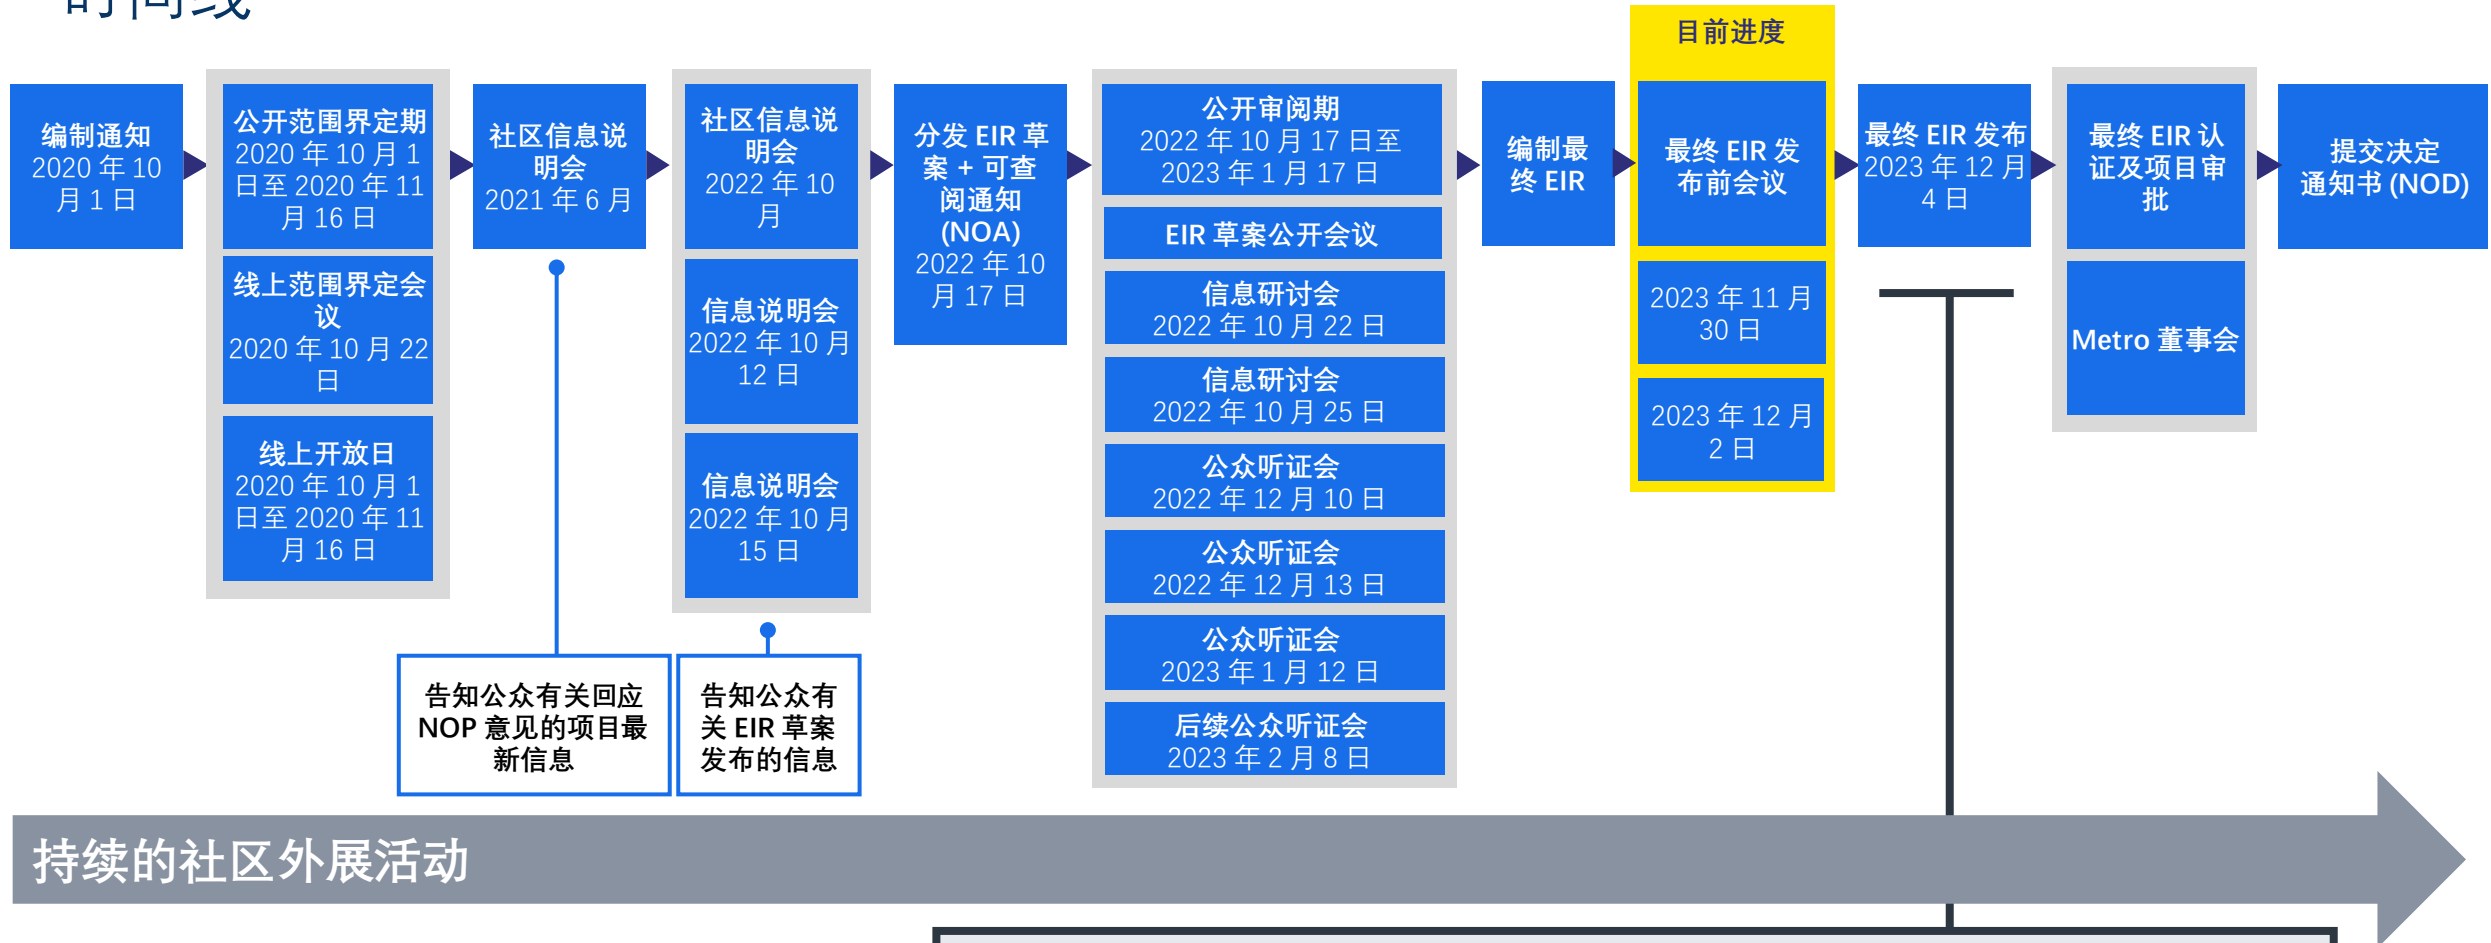 时间线
目前进度
编制通知
2020 年 10
月 1 日
公开范围界定期
2020 年 10 月 1
日至 2020 年 11
月 16 日
线上范围界定会
议
2020 年 10 月 22
日
线上开放日
2020 年 10 月 1
日至 2020 年 11
月 16 日
社区信息说
明会
2021 年 6 月
告知公众有关回应
NOP 意见的项目最
新信息
社区信息说
明会
2022 年 10
月
信息说明会
2022 年 10 月
12 日
信息说明会
2022 年 10 月
15 日
告知公众有
关 EIR 草案
发布的信息
分发 EIR 草
案 + 可查
阅通知
(NOA)
2022 年 10
月 17 日
公开审阅期
2022 年 10 月 17 日至
2023 年 1 月 17 日
EIR 草案公开会议
信息研讨会
2022 年 10 月 22 日
信息研讨会
2022 年 10 月 25 日
公众听证会
2022 年 12 月 10 日
公众听证会
2022 年 12 月 13 日
公众听证会
2023 年 1 月 12 日
后续公众听证会
2023 年 2 月 8 日
编制最
终 EIR
最终 EIR 发
布前会议
2023 年 11 月
30 日
2023 年 12 月
2 日
最终 EIR 发布
2023 年 12 月
4 日
最终 EIR 认
证及项目审
批
Metro 董事会
提交决定
通知书 (NOD)
持续的社区外展活动